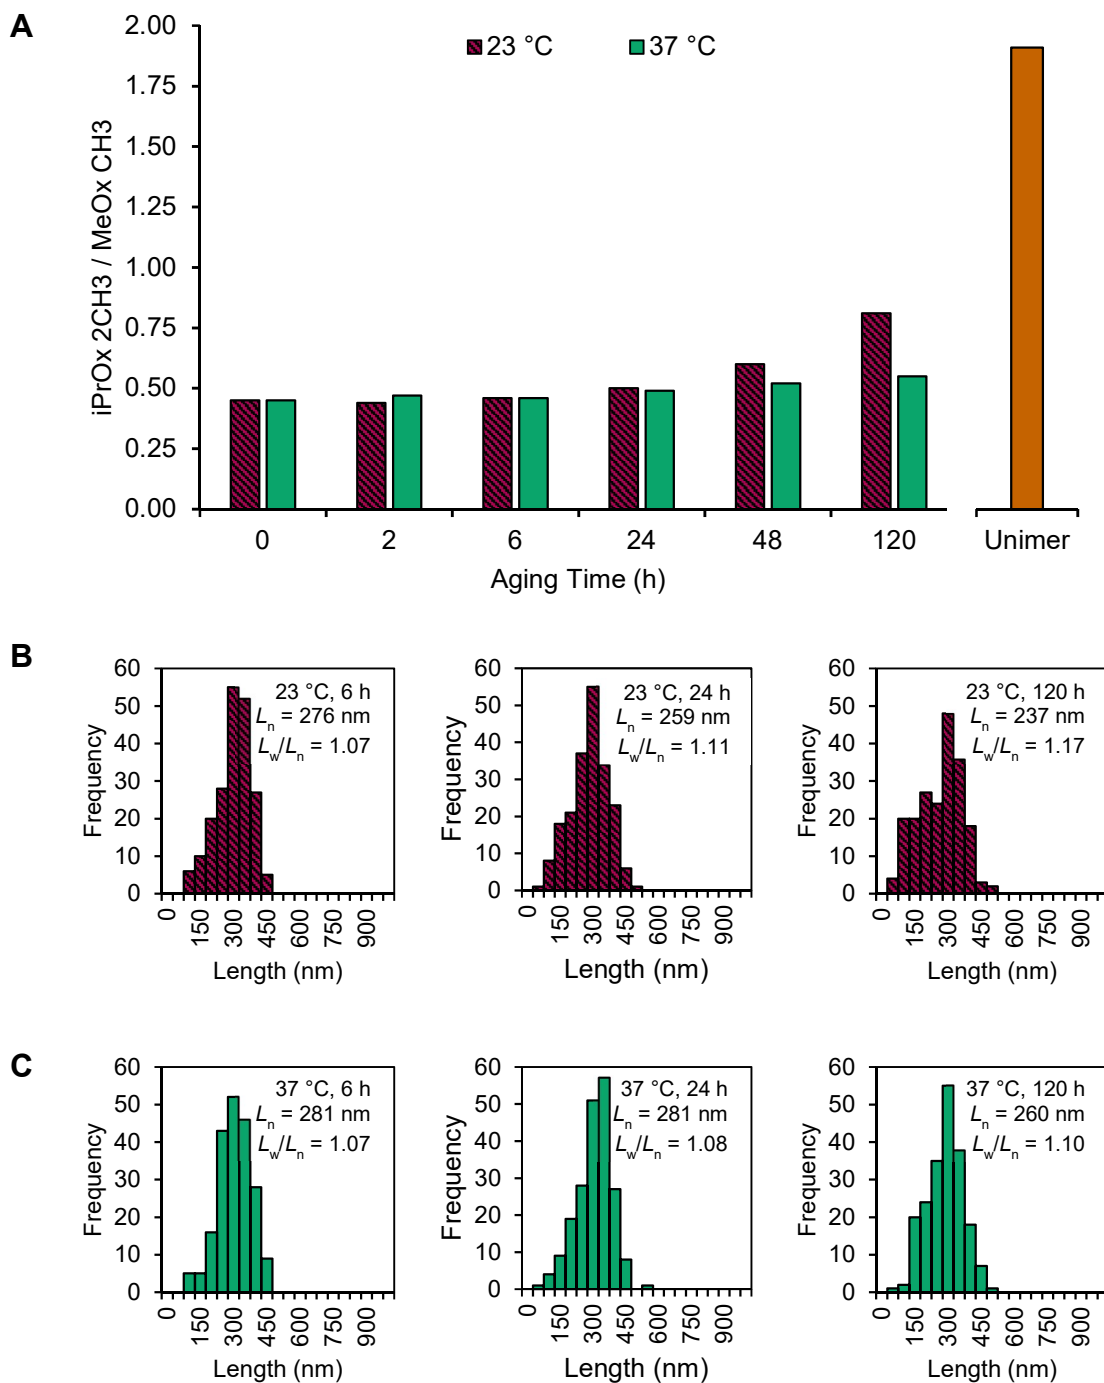 A
23 °C 37 °C
iPrOx 2CH3 / MeOx CH3
2.00
1.75
1.50
1.25
1.00
0.75
0.50
0.25
0.00
0 2 6 24 48 120 Unimer
Aging Time (h)
B
Frequency
60
50
40
30
20
10
0
23 °C, 6 h
Ln = 276 nm
Lw/Ln = 1.07
0 150 300 450 600 750 900
Length (nm)
Frequency
60
50
40
30
20
10
0
23 °C, 24 h
Ln = 259 nm
Lw/Ln = 1.11
0 150 300 450 600 750 900
Length (nm)
Frequency
60
50
40
30
20
10
0
23 °C, 120 h
Ln = 237 nm
Lw/Ln = 1.17
0 150 300 450 600 750 900
Length (nm)
C
Frequency
60
50
40
30
20
10
0
37 °C, 6 h
Ln = 281 nm
Lw/Ln = 1.07
0 150 300 450 600 750 900
Length (nm)
Frequency
60
50
40
30
20
10
0
37 °C, 24 h
Ln = 281 nm
Lw/Ln = 1.08
0 150 300 450 600 750 900
Length (nm)
Frequency
60
50
40
30
20
10
0
37 °C, 120 h
Ln = 260 nm
Lw/Ln = 1.10
0 150 300 450 600 750 900
Length (nm)